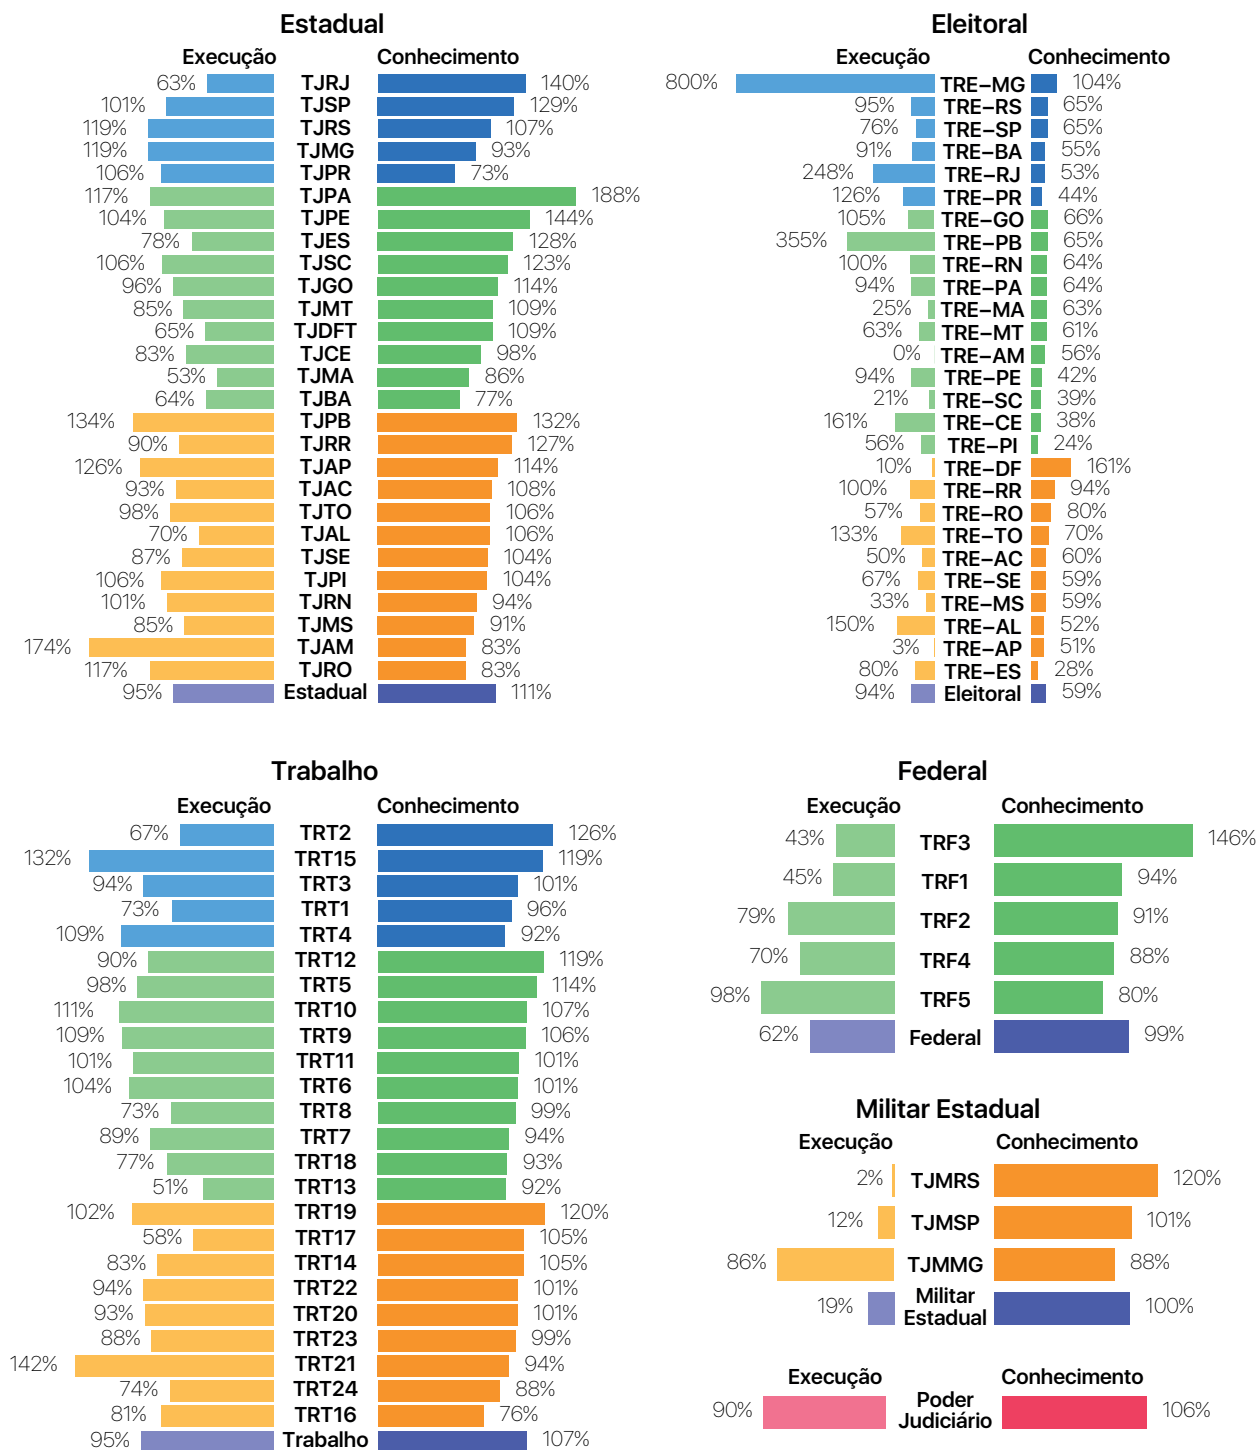 Estadual
Execução Conhecimento
63% TJRJ 140%
101% TJSP 129%
119% TJRS 107%
119% TJMG 93%
106% TJPR 73%
117% TJPA 188%
104% TJPE 144%
78% TJES 128%
106% TJSC 123%
96% TJGO 114%
85% TJMT 109%
65% TJDFT 109%
83% TJCE 98%
53% TJMA 86%
64% TJBA 77%
134% TJPB 132%
90% TJRR 127%
126% TJAP 114%
93% TJAC 108%
98% TJTO 106%
70% TJAL 106%
87% TJSE 104%
106% TJPI 104%
101% TJRN 94%
85% TJMS 91%
174% TJAM 83%
117% TJRO 83%
95% Estadual 111%
Eleitoral
Execução Conhecimento
800% TRE–MG 104%
95% TRE–RS 65%
76% TRE–SP 65%
91% TRE–BA 55%
248% TRE–RJ 53%
126% TRE–PR 44%
105% TRE–GO 66%
355% TRE–PB 65%
100% TRE–RN 64%
94% TRE–PA 64%
25% TRE–MA 63%
63% TRE–MT 61%
0% TRE–AM 56%
94% TRE–PE 42%
21% TRE–SC 39%
161% TRE–CE 38%
56% TRE–PI 24%
10% TRE–DF 161%
100% TRE–RR 94%
57% TRE–RO 80%
133% TRE–TO 70%
50% TRE–AC 60%
67% TRE–SE 59%
33% TRE–MS 59%
150% TRE–AL 52%
3% TRE–AP 51%
80% TRE–ES 28%
94% Eleitoral 59%
Trabalho
Execução Conhecimento
67% TRT2 126%
132% TRT15 119%
94% TRT3 101%
73% TRT1 96%
109% TRT4 92%
90% TRT12 119%
98% TRT5 114%
111% TRT10 107%
109% TRT9 106%
101% TRT11 101%
104% TRT6 101%
73% TRT8 99%
89% TRT7 94%
77% TRT18 93%
51% TRT13 92%
102% TRT19 120%
58% TRT17 105%
83% TRT14 105%
94% TRT22 101%
93% TRT20 101%
88% TRT23 99%
142% TRT21 94%
74% TRT24 88%
81% TRT16 76%
95% Trabalho 107%
Federal
Execução Conhecimento
43% TRF3 146%
45% TRF1 94%
79% TRF2 91%
70% TRF4 88%
98% TRF5 80%
62% Federal 99%
Militar Estadual
Execução Conhecimento
2% TJMRS 120%
12% TJMSP 101%
86% TJMMG 88%
Militar
19% Estadual 100%
Execução Conhecimento
Poder
90% Judiciário 106%